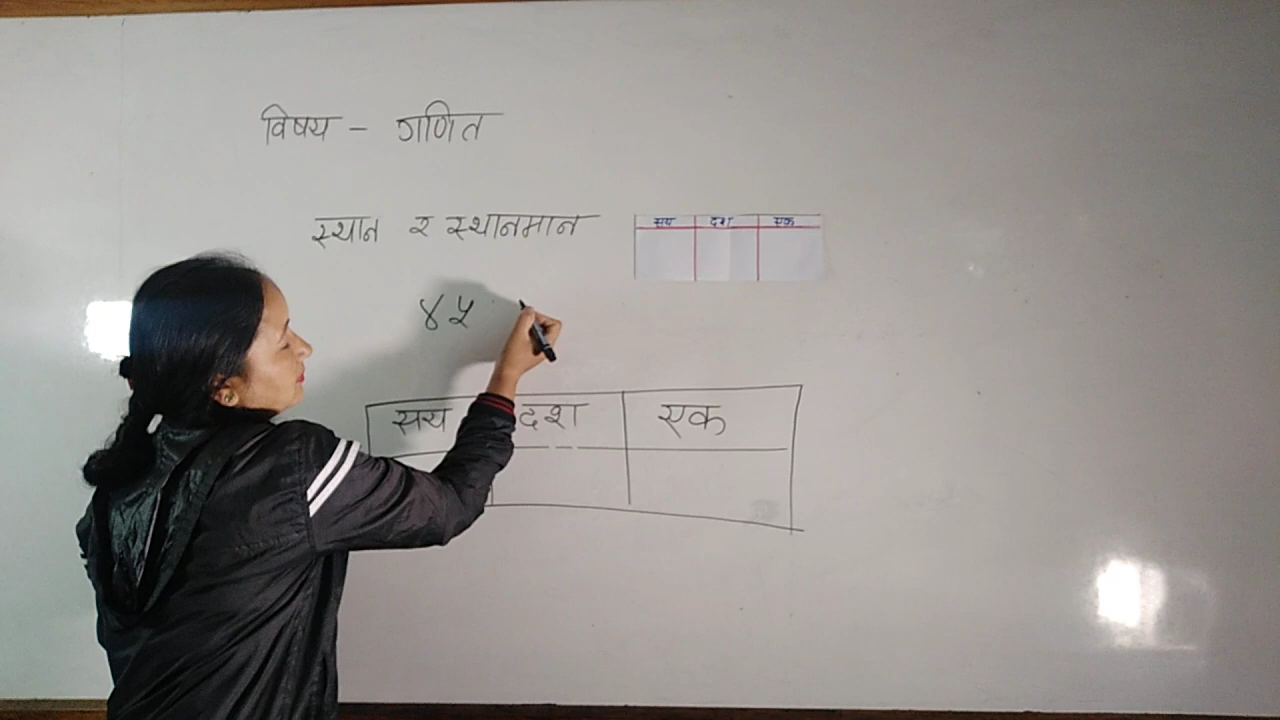 विषय - गणित
स्थान र स्थानमान
सय दश एक
४५
सय दश एक